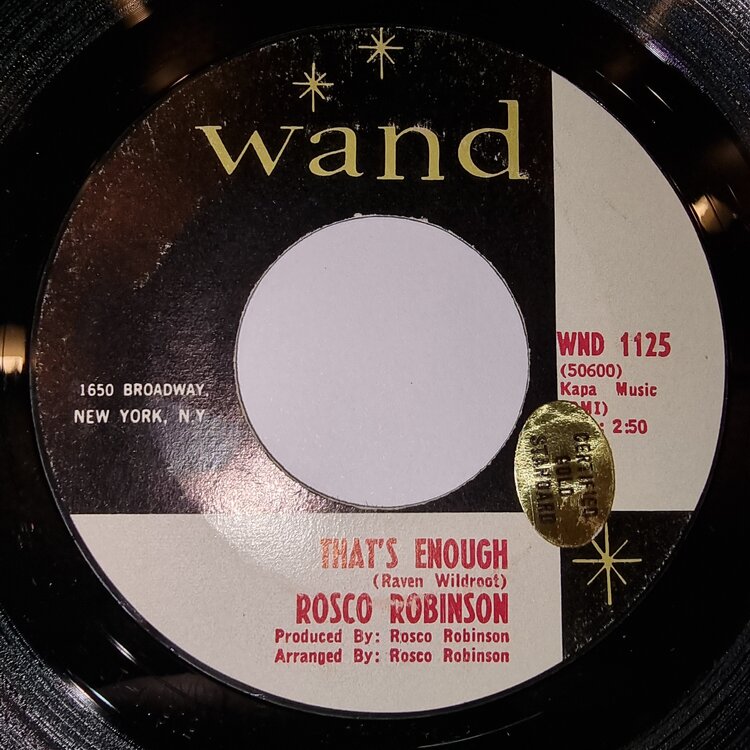 wand
1650 BROADWAY,
NEW YORK, N.Y
WND 1125
(50600)
Kapa Music
MI)
: 2:50
CERTIFIED
GOLD
STANDARD
THAT'S ENOUGH
(Raven Wildroot)
ROSCO ROBINSON
Produced By: Rosco Robinson
Arranged By: Rosco Robinson